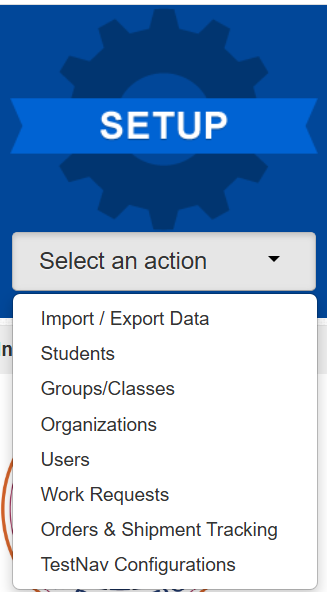 SETUP
Select an action
Import / Export Data
Students
Groups/Classes
Organizations
Users
Work Requests
Orders & Shipment Tracking
TestNav Configurations